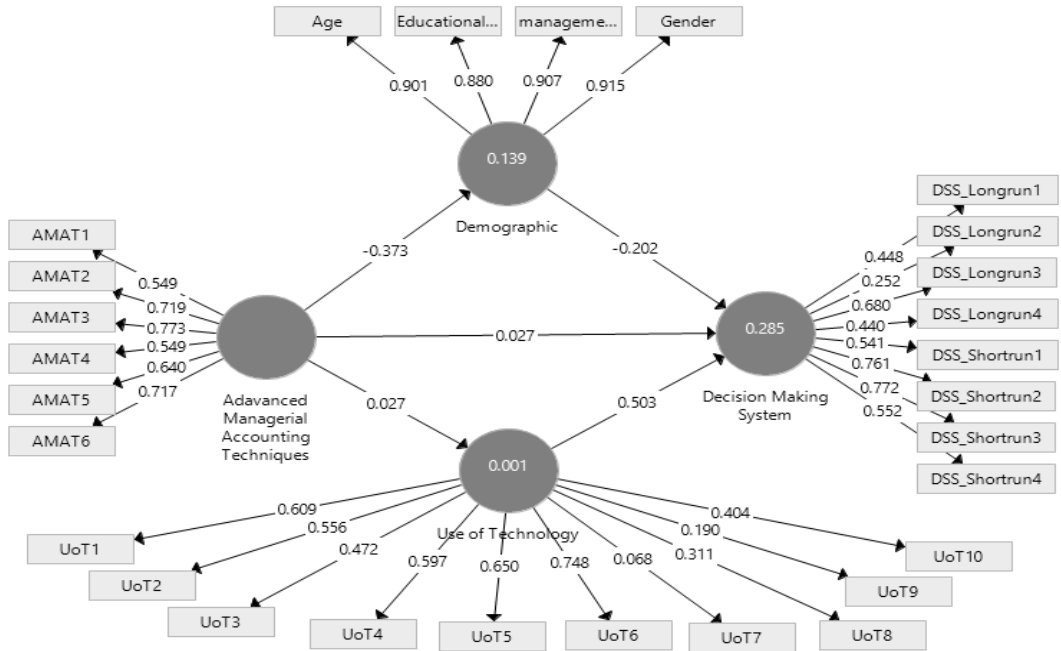 Age
Educational...
manageme...
Gender
0.901
0.880
0.907
0.915
0.139
Demographic
-0.373
-0.202
AMAT1
AMAT2
AMAT3
AMAT4
AMAT5
AMAT6
0.549
0.719
0.773
0.549
0.640
0.717
Adavanced
Managerial
Accounting
Techniques
0.027
0.027
0.503
0.285
Decision Making
System
0.448
0.252
0.680
0.440
0.541
0.761
0.772
0.552
DSS_Longrun1
DSS_Longrun2
DSS_Longrun3
DSS_Longrun4
DSS_Shortrun1
DSS_Shortrun2
DSS_Shortrun3
DSS_Shortrun4
0.001
Use of Technology
0.609
0.556
0.472
0.597
0.650
0.748
0.068
0.311
0.190
0.404
UoT1
UoT2
UoT3
UoT4
UoT5
UoT6
UoT7
UoT8
UoT9
UoT10